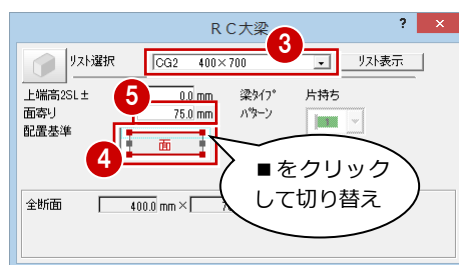 RC大梁 ? ×
3
リスト選択 CG2 400×700 リスト表示
上端高2SL± 0.0 mm 梁タイプ 片持ち
5
面寄り 75.0 mm パターン
配置基準 面
4
■をクリック
して切り替え
全断面 400.0 mm×